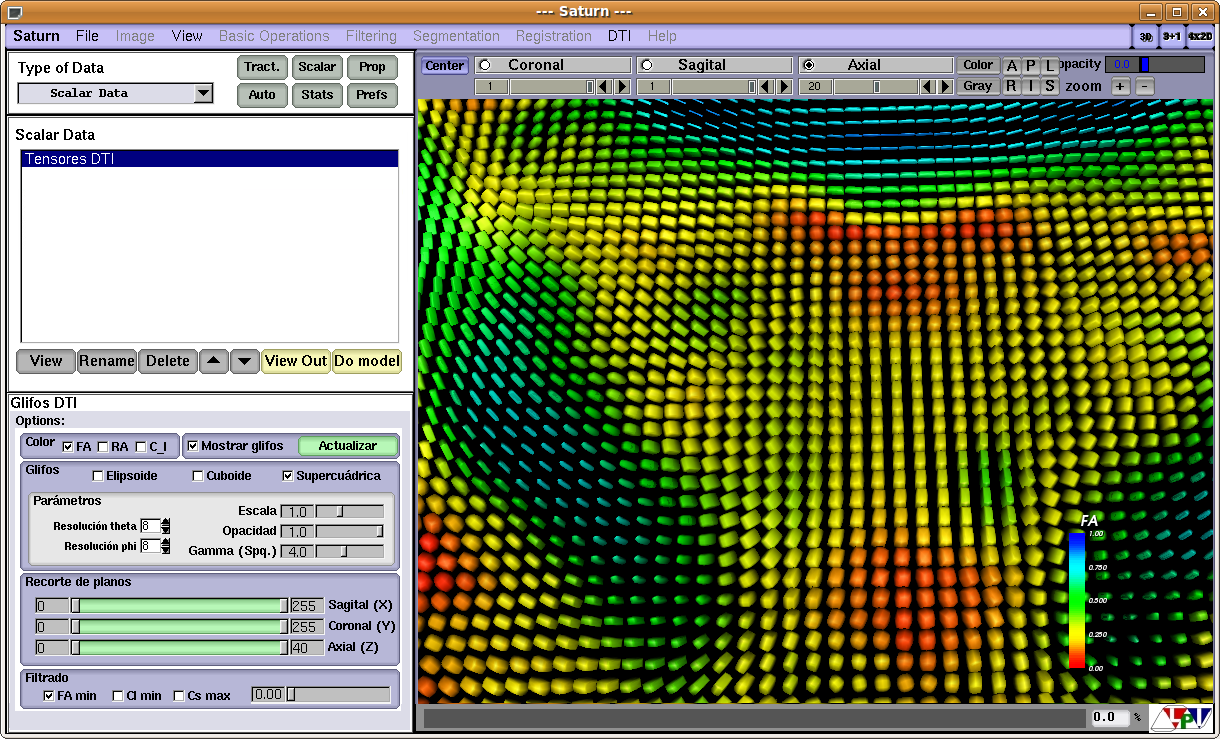 --- Saturn ---
Saturn File Image View Basic Operations Filtering Segmentation Registration DTI Help 3D 3+1 4x2D
Type of Data
Tract. Scalar Prop
Scalar Data
Auto Stats Prefs
Center Coronal Sagital Axial Color A P L opacity 0.0
1 1 20 Gray R I S zoom + -
Scalar Data
Tensores DTI
View Rename Delete View Out Do model
Glifos DTI
Options:
Color FA RA C_l Mostrar glifos Actualizar
Glifos
Elipsoide Cuboide Supercuádrica
Parámetros
Resolución theta 8
Resolución phi 8
Escala 1.0
Opacidad 1.0
Gamma (Spq.) 4.0
Recorte de planos
0 255 Sagital (X)
0 255 Coronal (Y)
0 40 Axial (Z)
Filtrado
FA min Cl min Cs max 0.00
FA
1.00
0.750
0.500
0.250
0.00
0.0 %
LPI